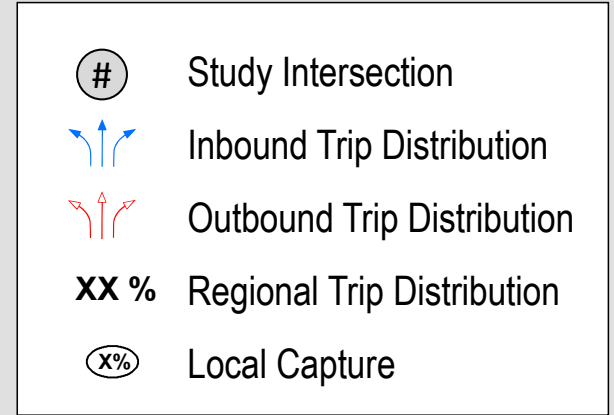 # Study Intersection
Inbound Trip Distribution
Outbound Trip Distribution
XX % Regional Trip Distribution
X% Local Capture